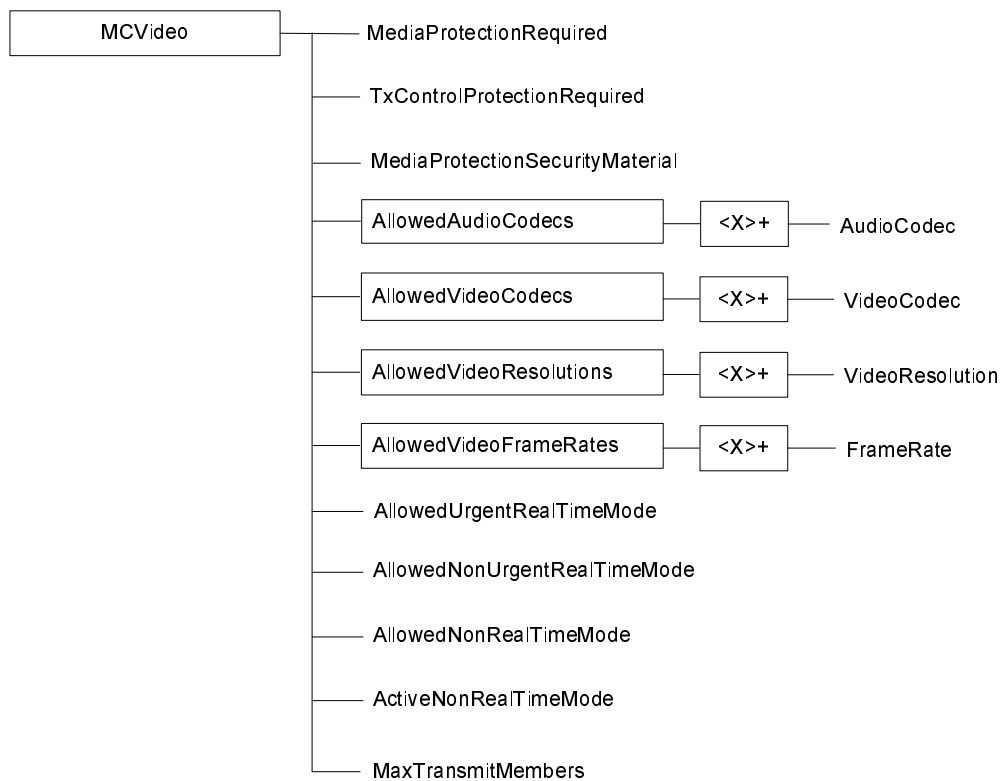 MCVideo
MediaProtectionRequired
TxControlProtectionRequired
MediaProtectionSecurityMaterial
AllowedAudioCodecs <X>+ AudioCodec
AllowedVideoCodecs <X>+ VideoCodec
AllowedVideoResolutions <X>+ VideoResolution
AllowedVideoFrameRates <X>+ FrameRate
AllowedUrgentRealTimeMode
AllowedNonUrgentRealTimeMode
AllowedNonRealTimeMode
ActiveNonRealTimeMode
MaxTransmitMembers